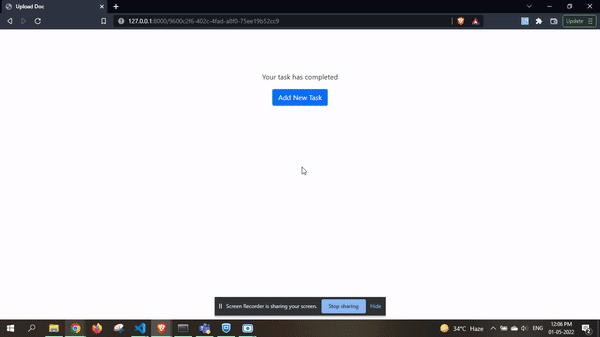 Upload Doc
127.0.0.1:8000/9600c2f6-402c-4fad-a8f0-75ee19b52cc9
Update
Your task has completed
Add New Task
Screen Recorder is sharing your screen.
Stop sharing
Hide
34°C Haze
ENG
12:06 PM
01-05-2022
2